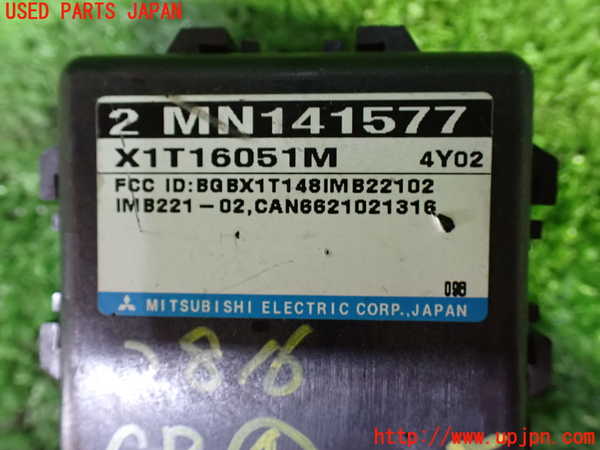 USED PARTS JAPAN
2 MN141577
X1T16051M 4Y02
FCC ID:BGBX1T148IMB22102
IMB221-02,CAN6621021316
098
MITSUBISHI ELECTRIC CORP.,JAPAN
2816
http://www.upjpn.com